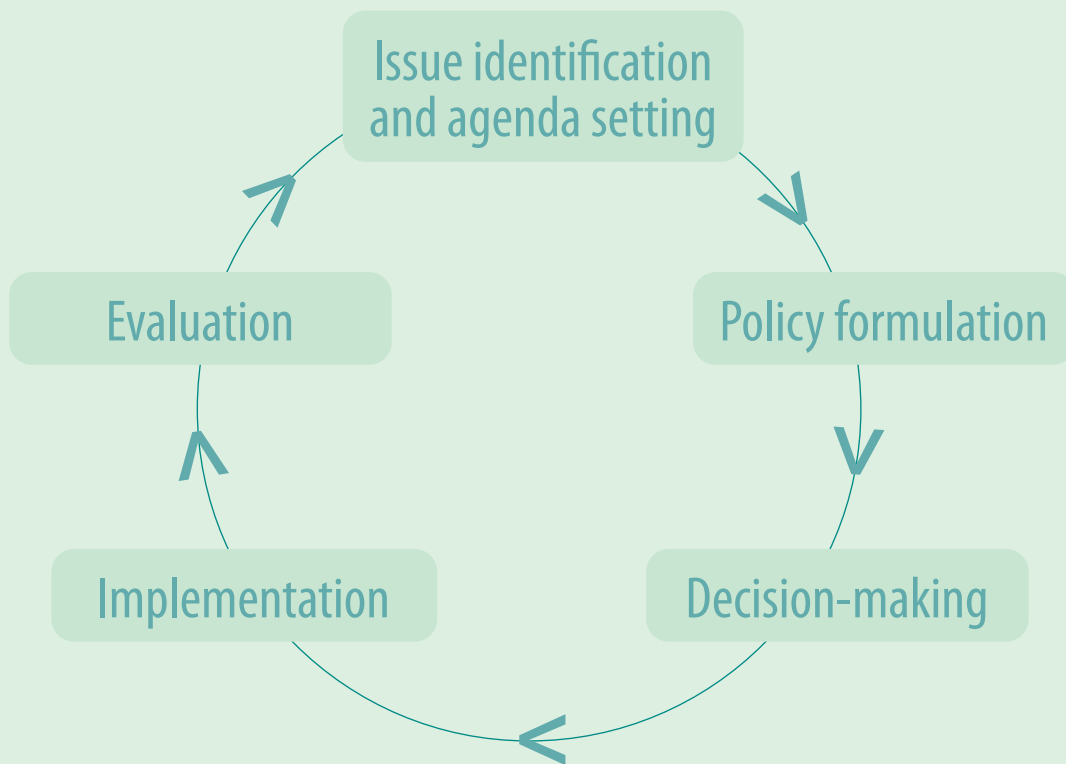 Issue identification
and agenda setting
Policy formulation
Decision-making
Implementation
Evaluation